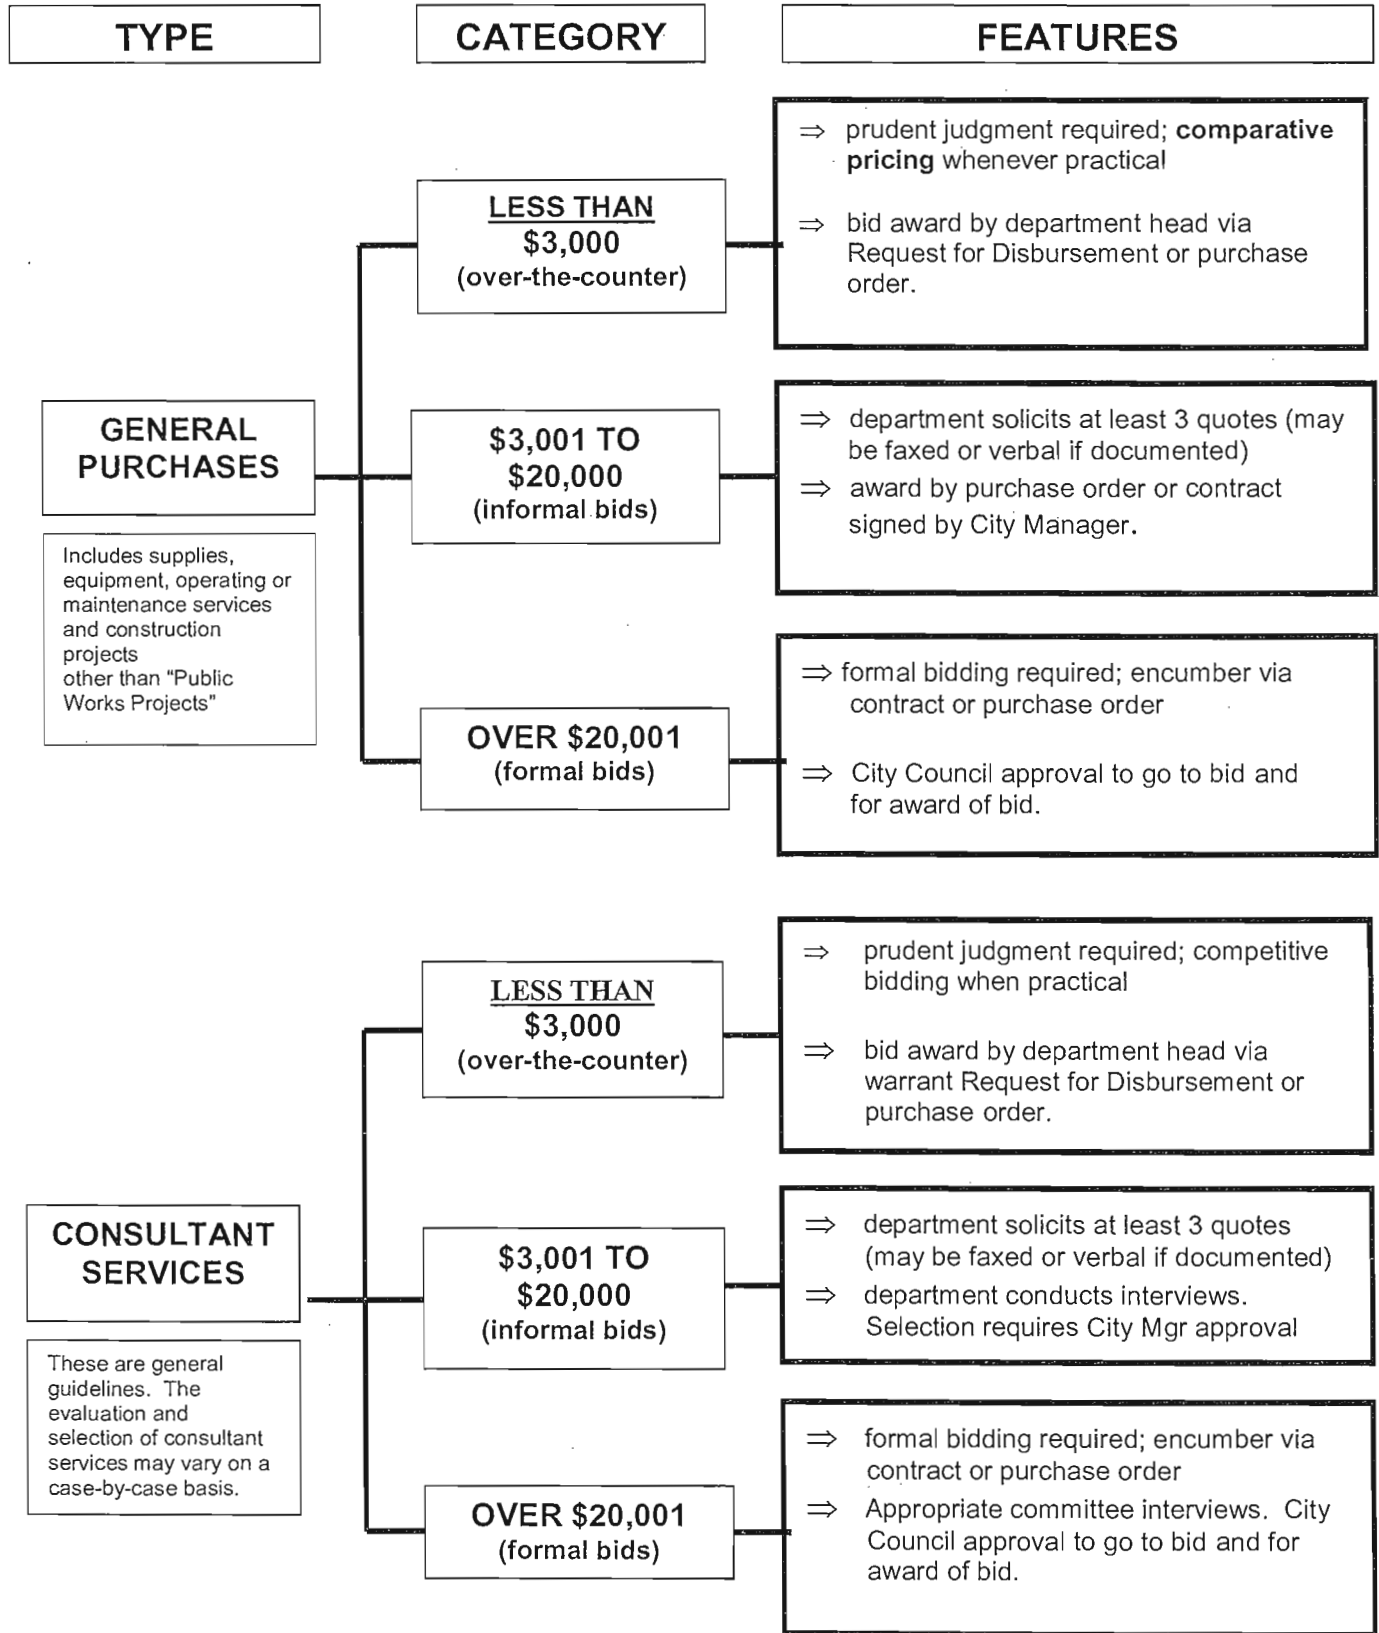 TYPE
CATEGORY
FEATURES
GENERAL
PURCHASES
Includes supplies,
equipment, operating or
maintenance services
and construction
projects
other than "Public
Works Projects"
LESS THAN
$3,000
(over-the-counter)
⇒ prudent judgment required; comparative
pricing whenever practical
⇒ bid award by department head via
Request for Disbursement or purchase
order.
$3,001 TO
$20,000
(informal bids)
⇒ department solicits at least 3 quotes (may
be faxed or verbal if documented)
⇒ award by purchase order or contract
signed by City Manager.
OVER $20,001
(formal bids)
⇒ formal bidding required; encumber via
contract or purchase order
⇒ City Council approval to go to bid and
for award of bid.
CONSULTANT
SERVICES
These are general
guidelines. The
evaluation and
selection of consultant
services may vary on a
case-by-case basis.
LESS THAN
$3,000
(over-the-counter)
⇒ prudent judgment required; competitive
bidding when practical
⇒ bid award by department head via
warrant Request for Disbursement or
purchase order.
$3,001 TO
$20,000
(informal bids)
⇒ department solicits at least 3 quotes
(may be faxed or verbal if documented)
⇒ department conducts interviews.
Selection requires City Mgr approval
OVER $20,001
(formal bids)
⇒ formal bidding required; encumber via
contract or purchase order
⇒ Appropriate committee interviews. City
Council approval to go to bid and for
award of bid.